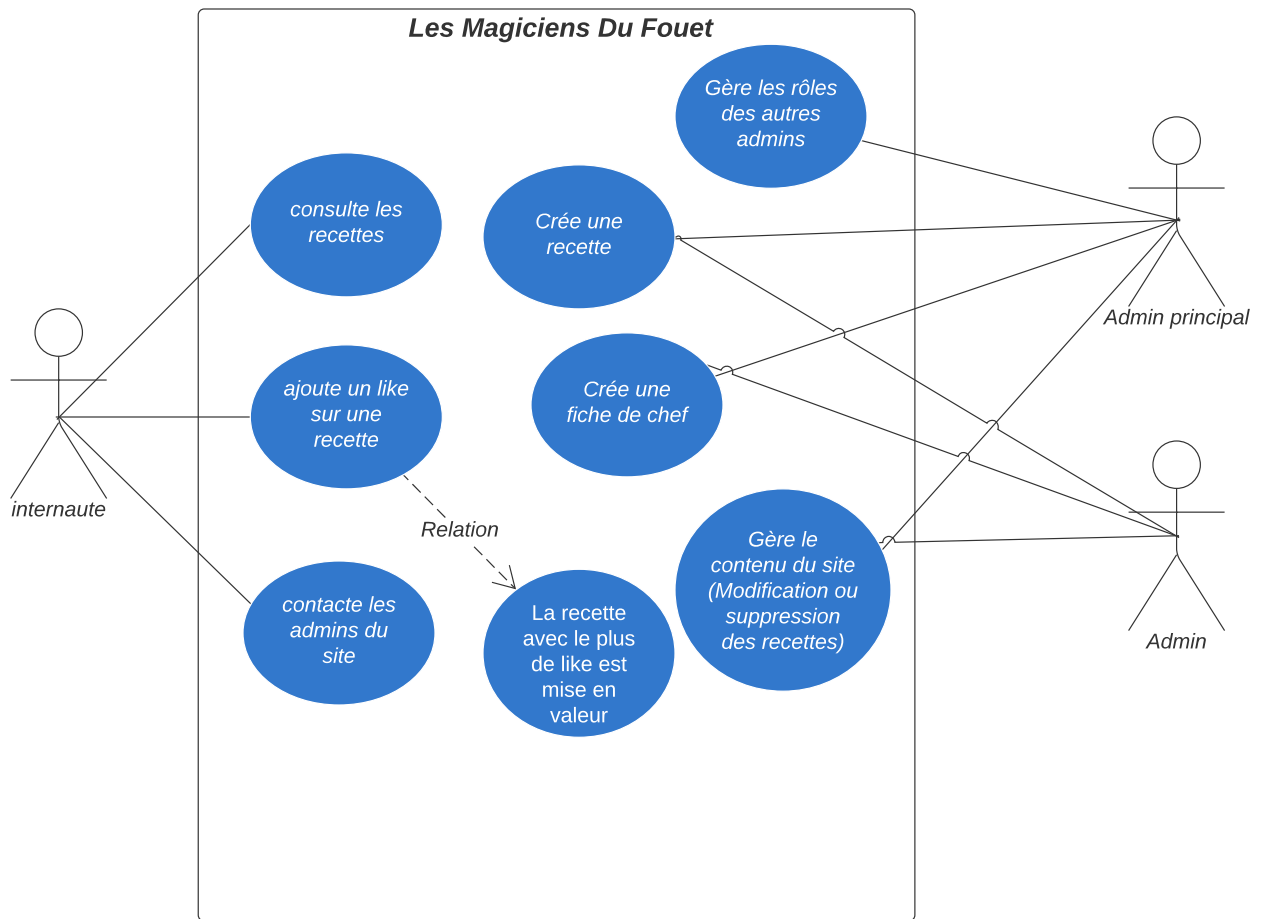 Les Magiciens Du Fouet
Gère les rôles
des autres
admins
consulte les
recettes
Crée une
recette
Admin principal
ajoute un like
sur une
recette
Crée une
fiche de chef
internaute
Relation
Gère le
contenu du site
(Modification ou
suppression
des recettes)
contacte les
admins du
site
La recette
avec le plus
de like est
mise en
valeur
Admin